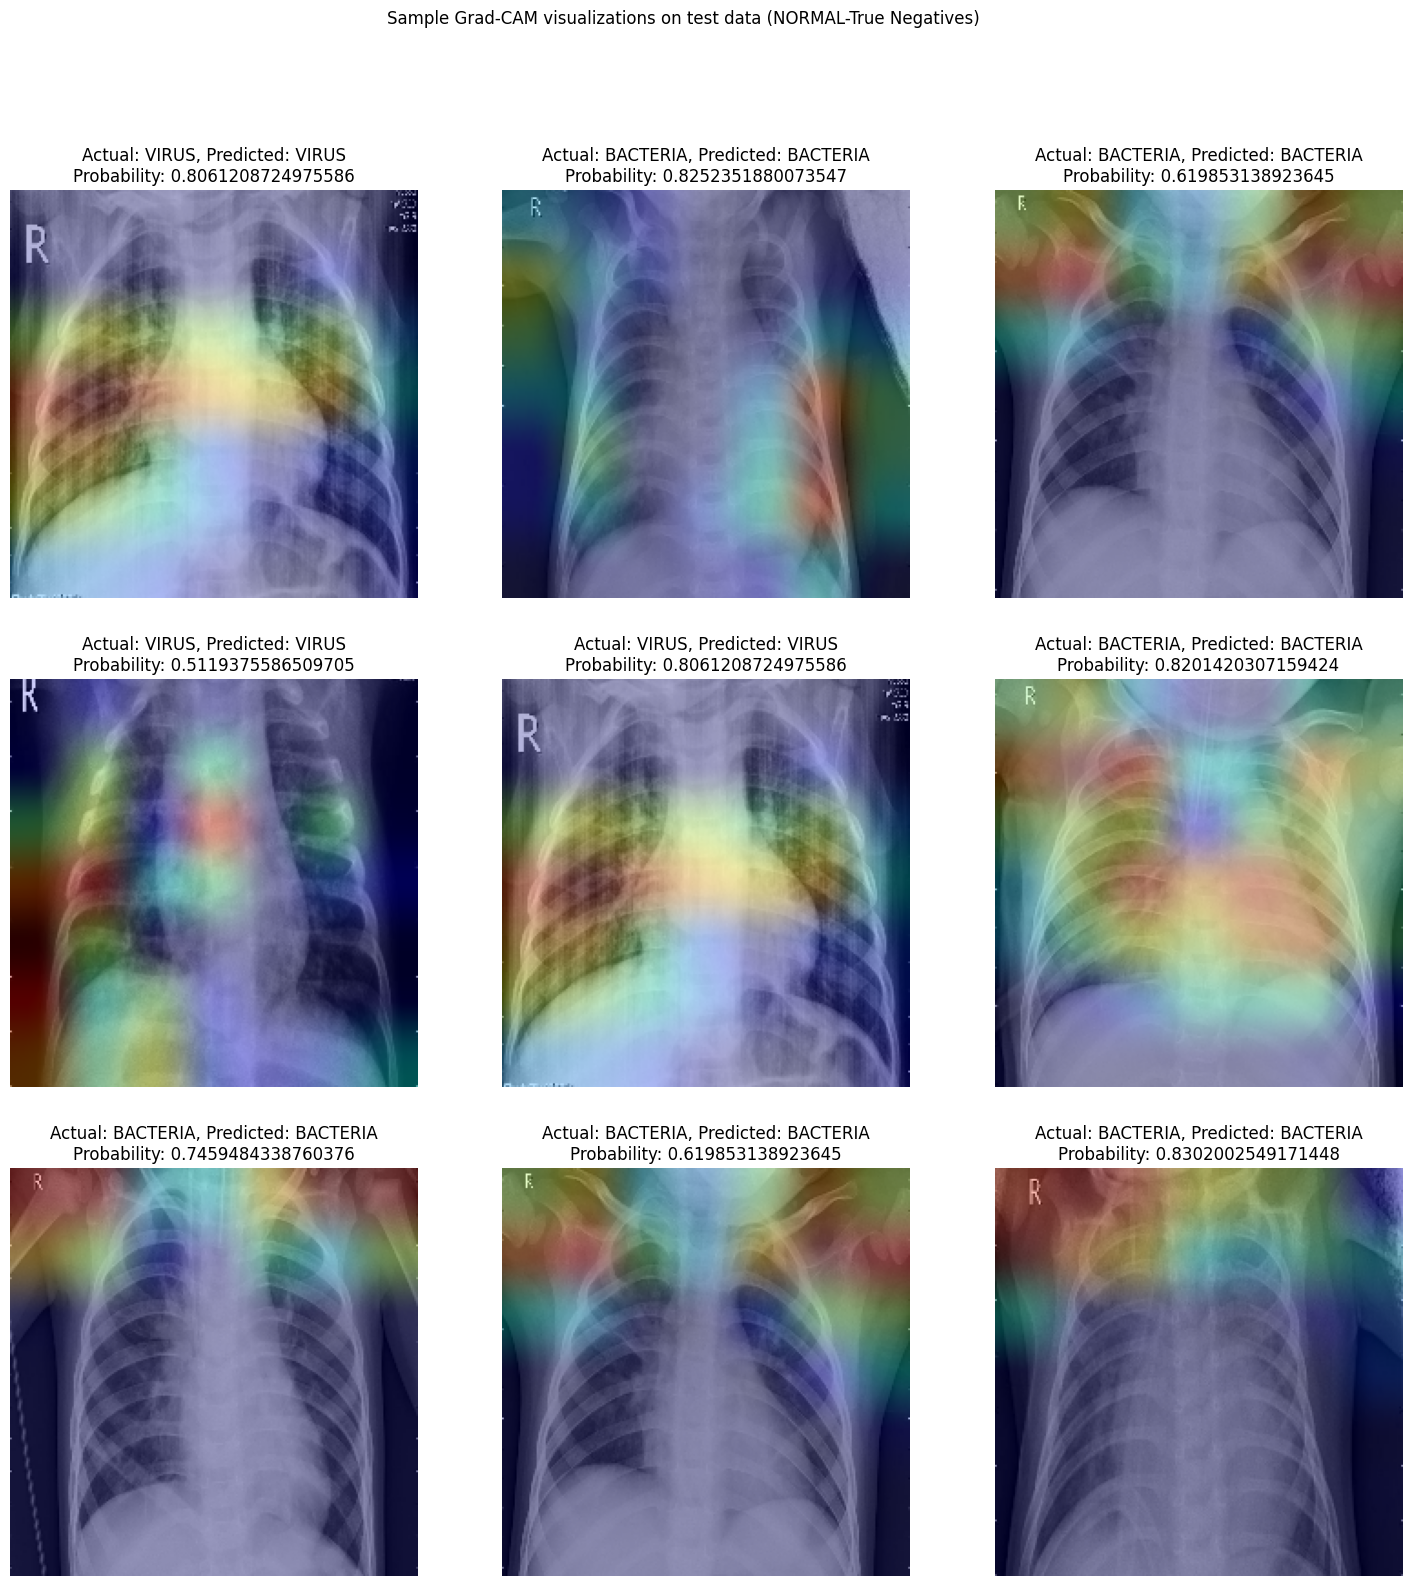 Sample Grad-CAM visualizations on test data (NORMAL-True Negatives)
Actual: VIRUS, Predicted: VIRUS
Probability: 0.8061208724975586
R
Actual: BACTERIA, Predicted: BACTERIA
Probability: 0.8252351880073547
R
Actual: BACTERIA, Predicted: BACTERIA
Probability: 0.619853138923645
R
Actual: VIRUS, Predicted: VIRUS
Probability: 0.5119375586509705
R
Actual: VIRUS, Predicted: VIRUS
Probability: 0.8061208724975586
R
Actual: BACTERIA, Predicted: BACTERIA
Probability: 0.8201420307159424
R
Actual: BACTERIA, Predicted: BACTERIA
Probability: 0.7459484338760376
R
Actual: BACTERIA, Predicted: BACTERIA
Probability: 0.619853138923645
R
Actual: BACTERIA, Predicted: BACTERIA
Probability: 0.8302002549171448
R